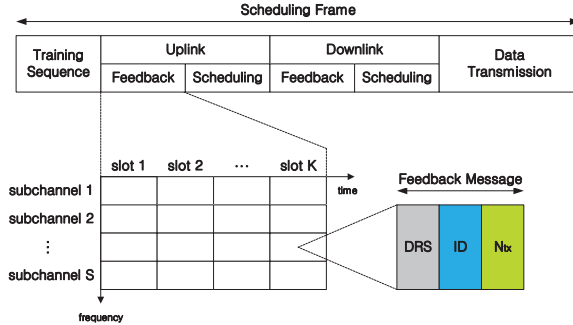 Scheduling Frame
Training Sequence
Uplink
Downlink
Data Transmission
Feedback
Scheduling
Feedback
Scheduling
slot 1
slot 2
...
slot K
time
subchannel 1
subchannel 2
⋮
subchannel S
frequency
Feedback Message
DRS
ID
Ntx